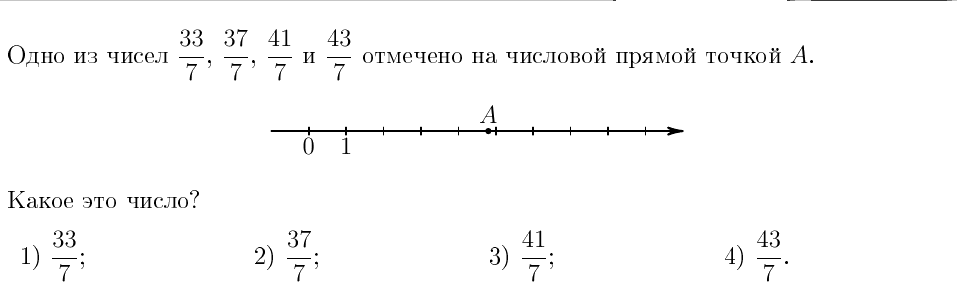 Одно из чисел 33/7, 37/7, 41/7 и 43/7 отмечено на числовой прямой точкой A.
A
0 1
Какое это число?
1) 33/7; 2) 37/7; 3) 41/7; 4) 43/7.